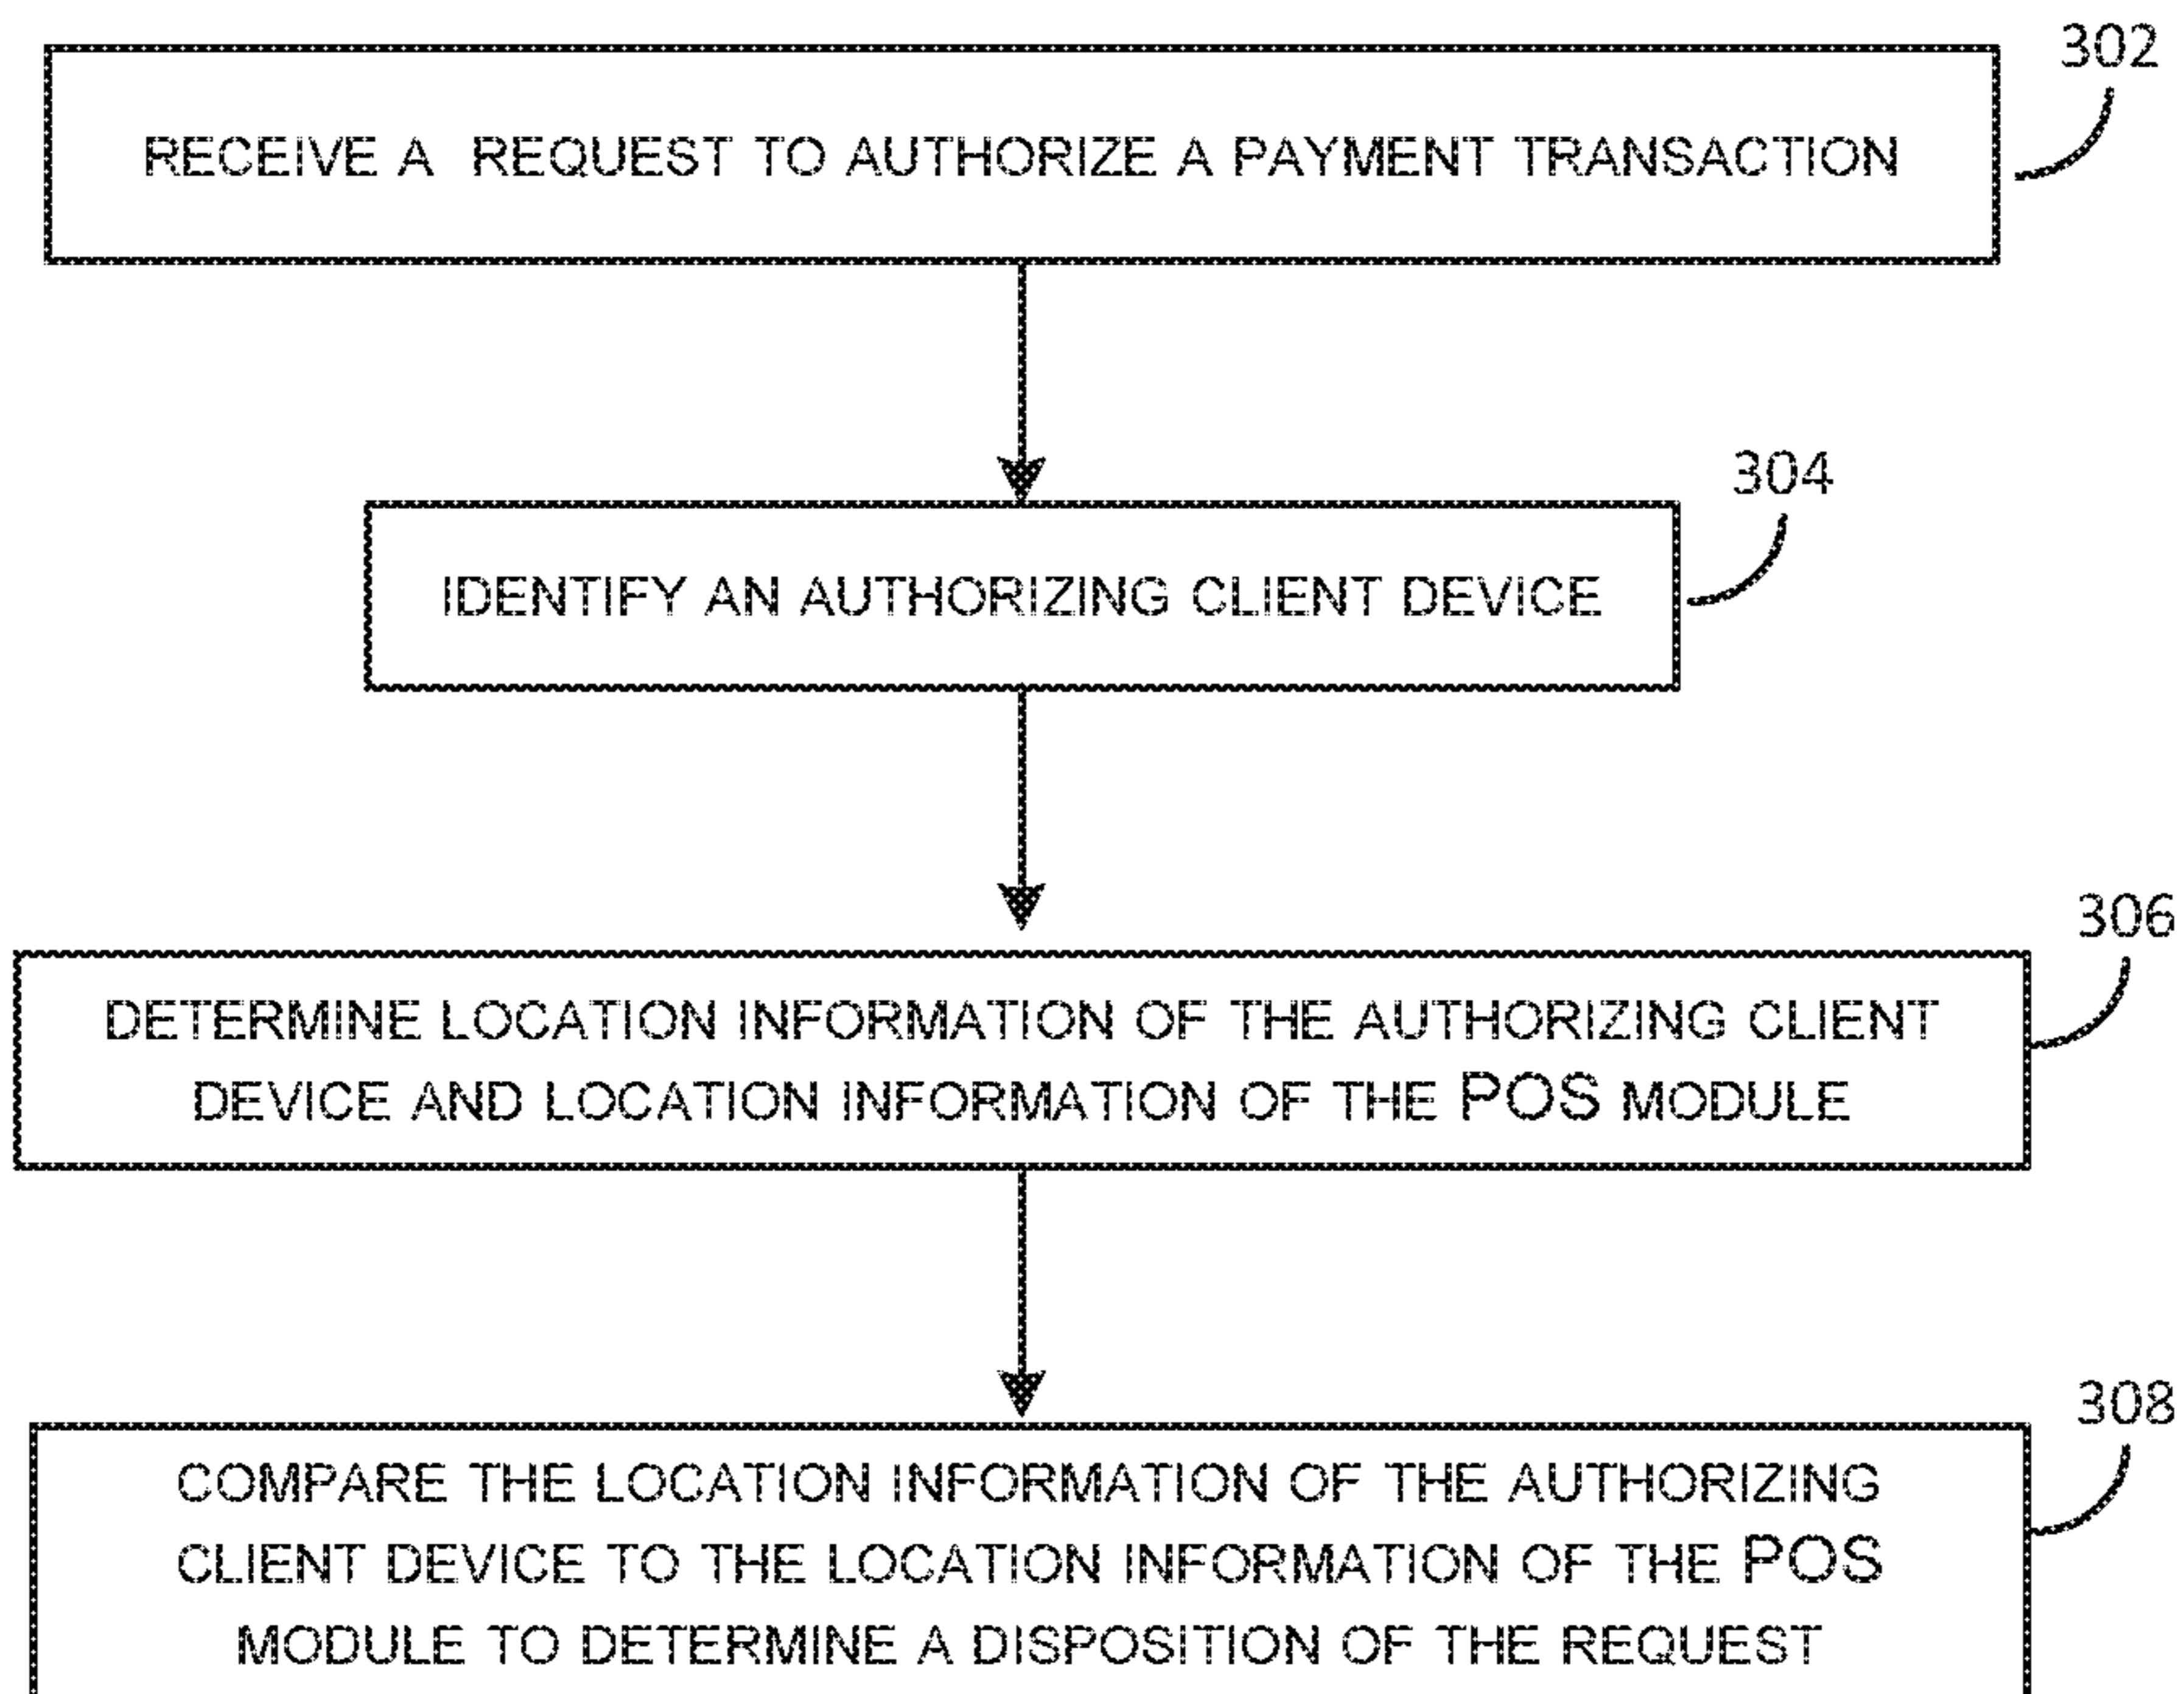 302
RECEIVE A REQUEST TO AUTHORIZE A PAYMENT TRANSACTION
304
IDENTIFY AN AUTHORIZING CLIENT DEVICE
306
DETERMINE LOCATION INFORMATION OF THE AUTHORIZING CLIENT
DEVICE AND LOCATION INFORMATION OF THE POS MODULE
308
COMPARE THE LOCATION INFORMATION OF THE AUTHORIZING
CLIENT DEVICE TO THE LOCATION INFORMATION OF THE POS
MODULE TO DETERMINE A DISPOSITION OF THE REQUEST